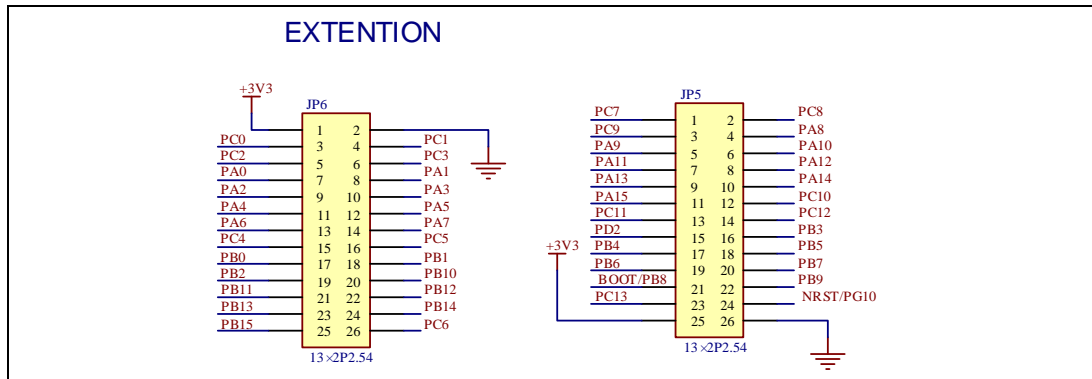 EXTENTION
+3V3
JP6
1 2
PC0 3 4 PC1
PC2 5 6 PC3
PA0 7 8 PA1
PA2 9 10 PA3
PA4 11 12 PA5
PA6 13 14 PA7
PC4 15 16 PC5
PB0 17 18 PB1
PB2 19 20 PB10
PB11 21 22 PB12
PB13 23 24 PB14
PB15 25 26 PC6
13×2P2.54
JP5
PC7 1 2 PC8
PC9 3 4 PA8
PA9 5 6 PA10
PA11 7 8 PA12
PA13 9 10 PA14
PA15 11 12 PC10
PC11 13 14 PC12
PD2 15 16 PB3
+3V3
PB4 17 18 PB5
PB6 19 20 PB7
BOOT/PB8 21 22 PB9
PC13 23 24 NRST/PG10
25 26
13×2P2.54